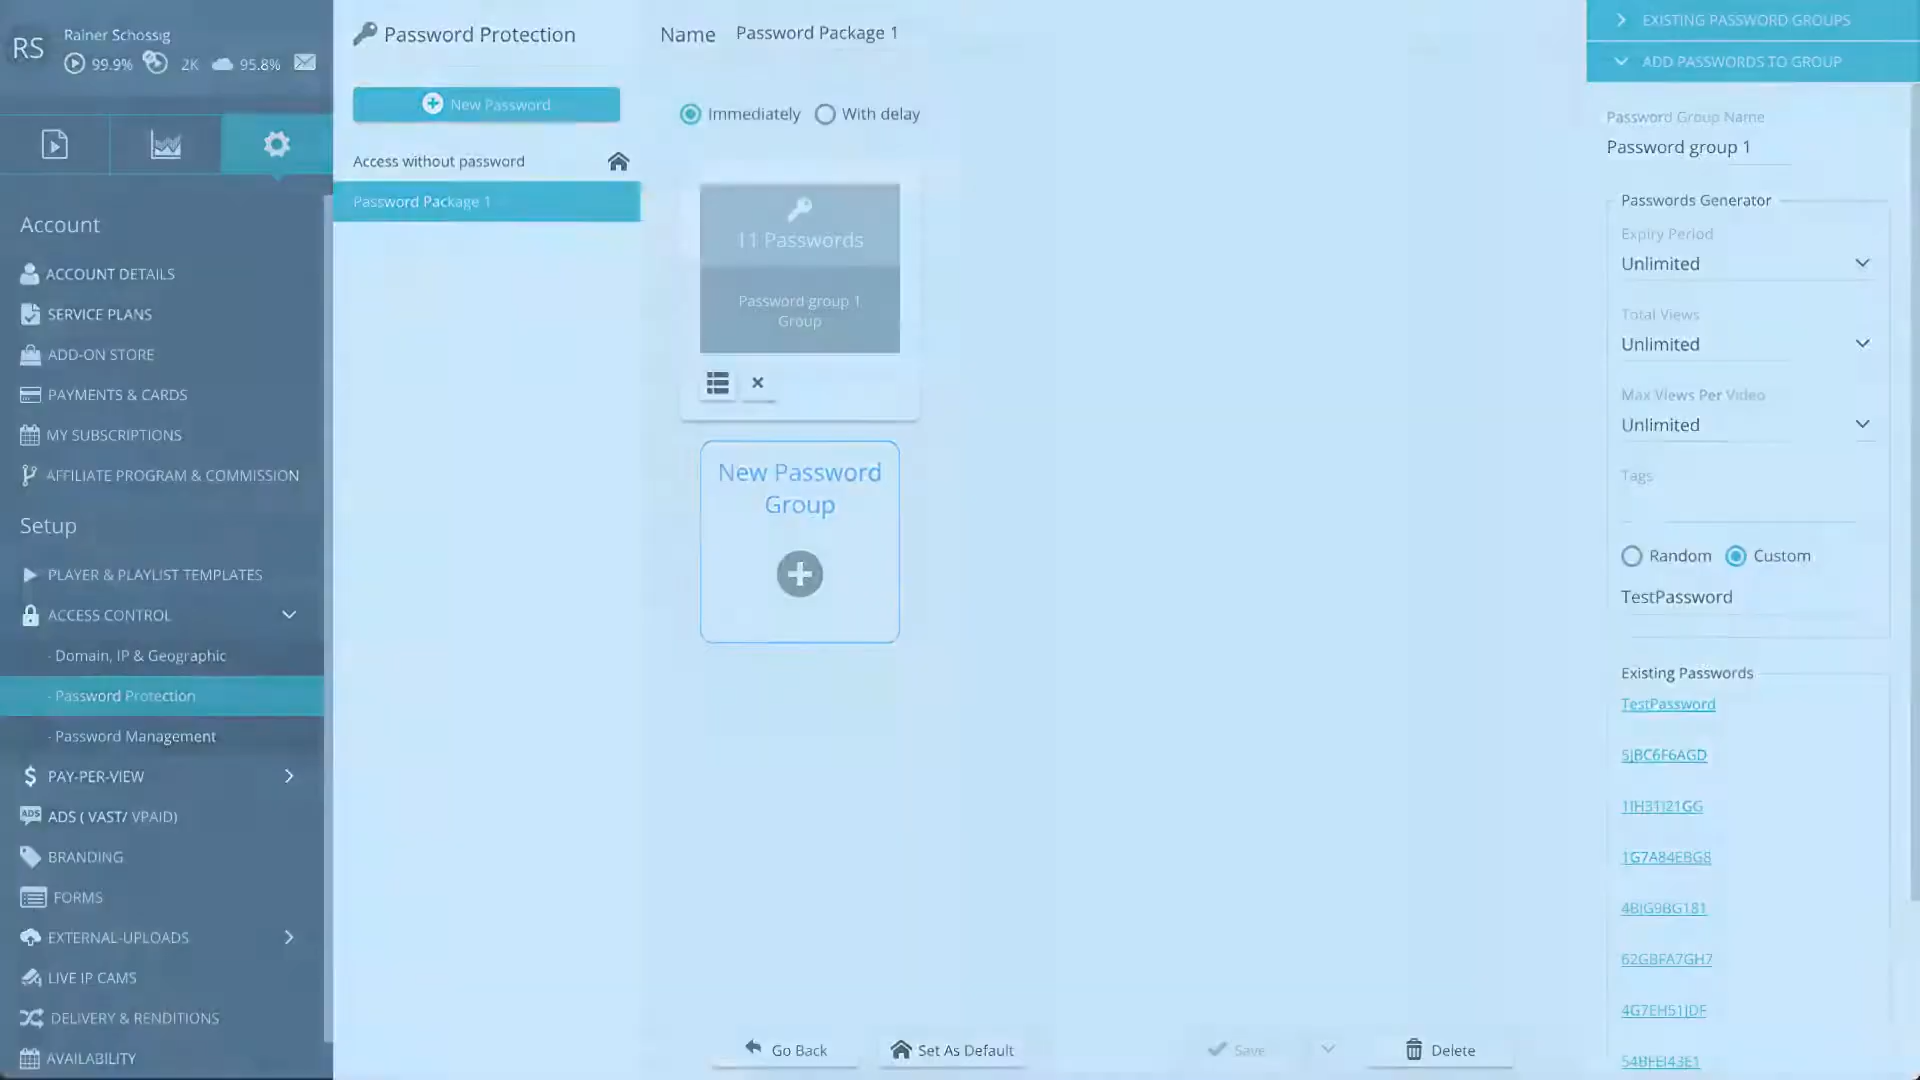 RS
Rainer Schossig
99.9%
2K
95.8%
Account
ACCOUNT DETAILS
SERVICE PLANS
ADD-ON STORE
PAYMENTS & CARDS
MY SUBSCRIPTIONS
AFFILIATE PROGRAM & COMMISSION
Setup
PLAYER & PLAYLIST TEMPLATES
ACCESS CONTROL
- Domain, IP & Geographic
- Password Protection
- Password Management
PAY-PER-VIEW
ADS ( VAST/ VPAID)
BRANDING
FORMS
EXTERNAL-UPLOADS
LIVE IP CAMS
DELIVERY & RENDITIONS
AVAILABILITY
Password Protection
New Password
Access without password
Password Package 1
Name Password Package 1
Immediately With delay
11 Passwords
Password group 1
Group
New Password
Group
Go Back
Set As Default
Save
Delete
EXISTING PASSWORD GROUPS
ADD PASSWORDS TO GROUP
Password Group Name
Password group 1
Passwords Generator
Expiry Period
Unlimited
Total Views
Unlimited
Max Views Per Video
Unlimited
Tags
Random Custom
TestPassword
Existing Passwords
TestPassword
5JBC6F6AGD
1G7A84EBG8
4BJG9BG181
62GBFA7GH7
4G7EH51JDF